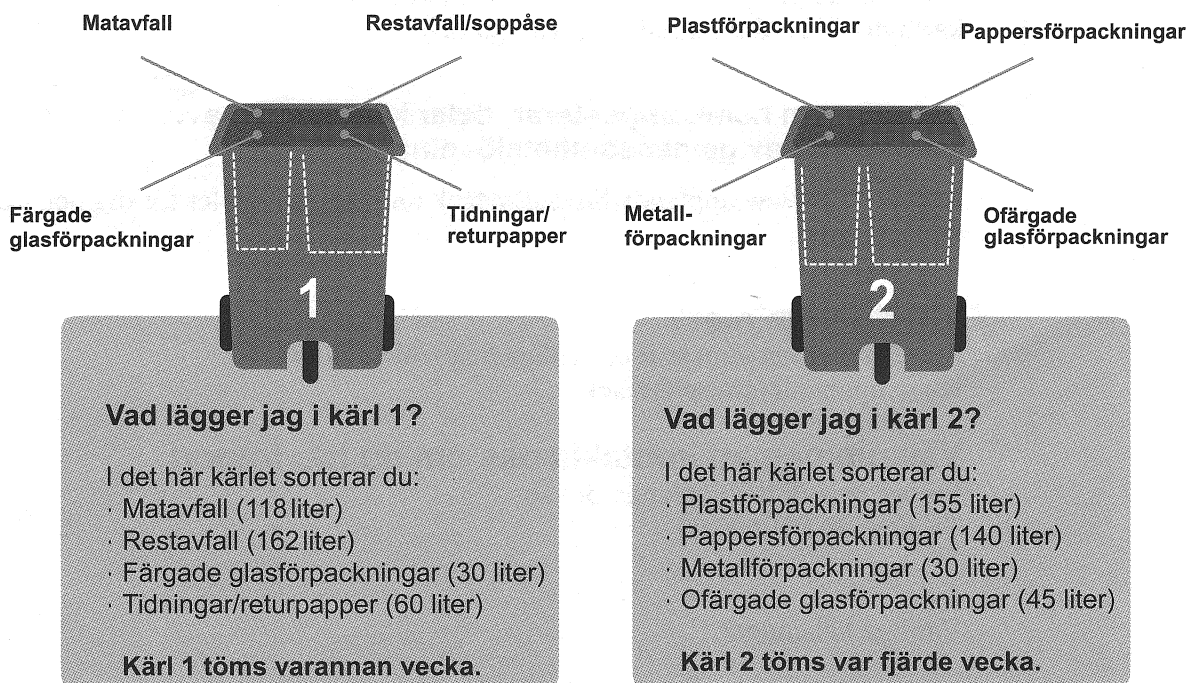 Matavfall
Restavfall/soppåse
Färgade
glasförpackningar
Tidningar/
returpapper
1
Vad lägger jag i kärl 1?
I det här kärlet sorterar du:
· Matavfall (118 liter)
· Restavfall (162 liter)
· Färgade glasförpackningar (30 liter)
· Tidningar/returpapper (60 liter)
Kärl 1 töms varannan vecka.
Plastförpackningar
Pappersförpackningar
Metall-
förpackningar
Ofärgade
glasförpackningar
2
Vad lägger jag i kärl 2?
I det här kärlet sorterar du:
· Plastförpackningar (155 liter)
· Pappersförpackningar (140 liter)
· Metallförpackningar (30 liter)
· Ofärgade glasförpackningar (45 liter)
Kärl 2 töms var fjärde vecka.